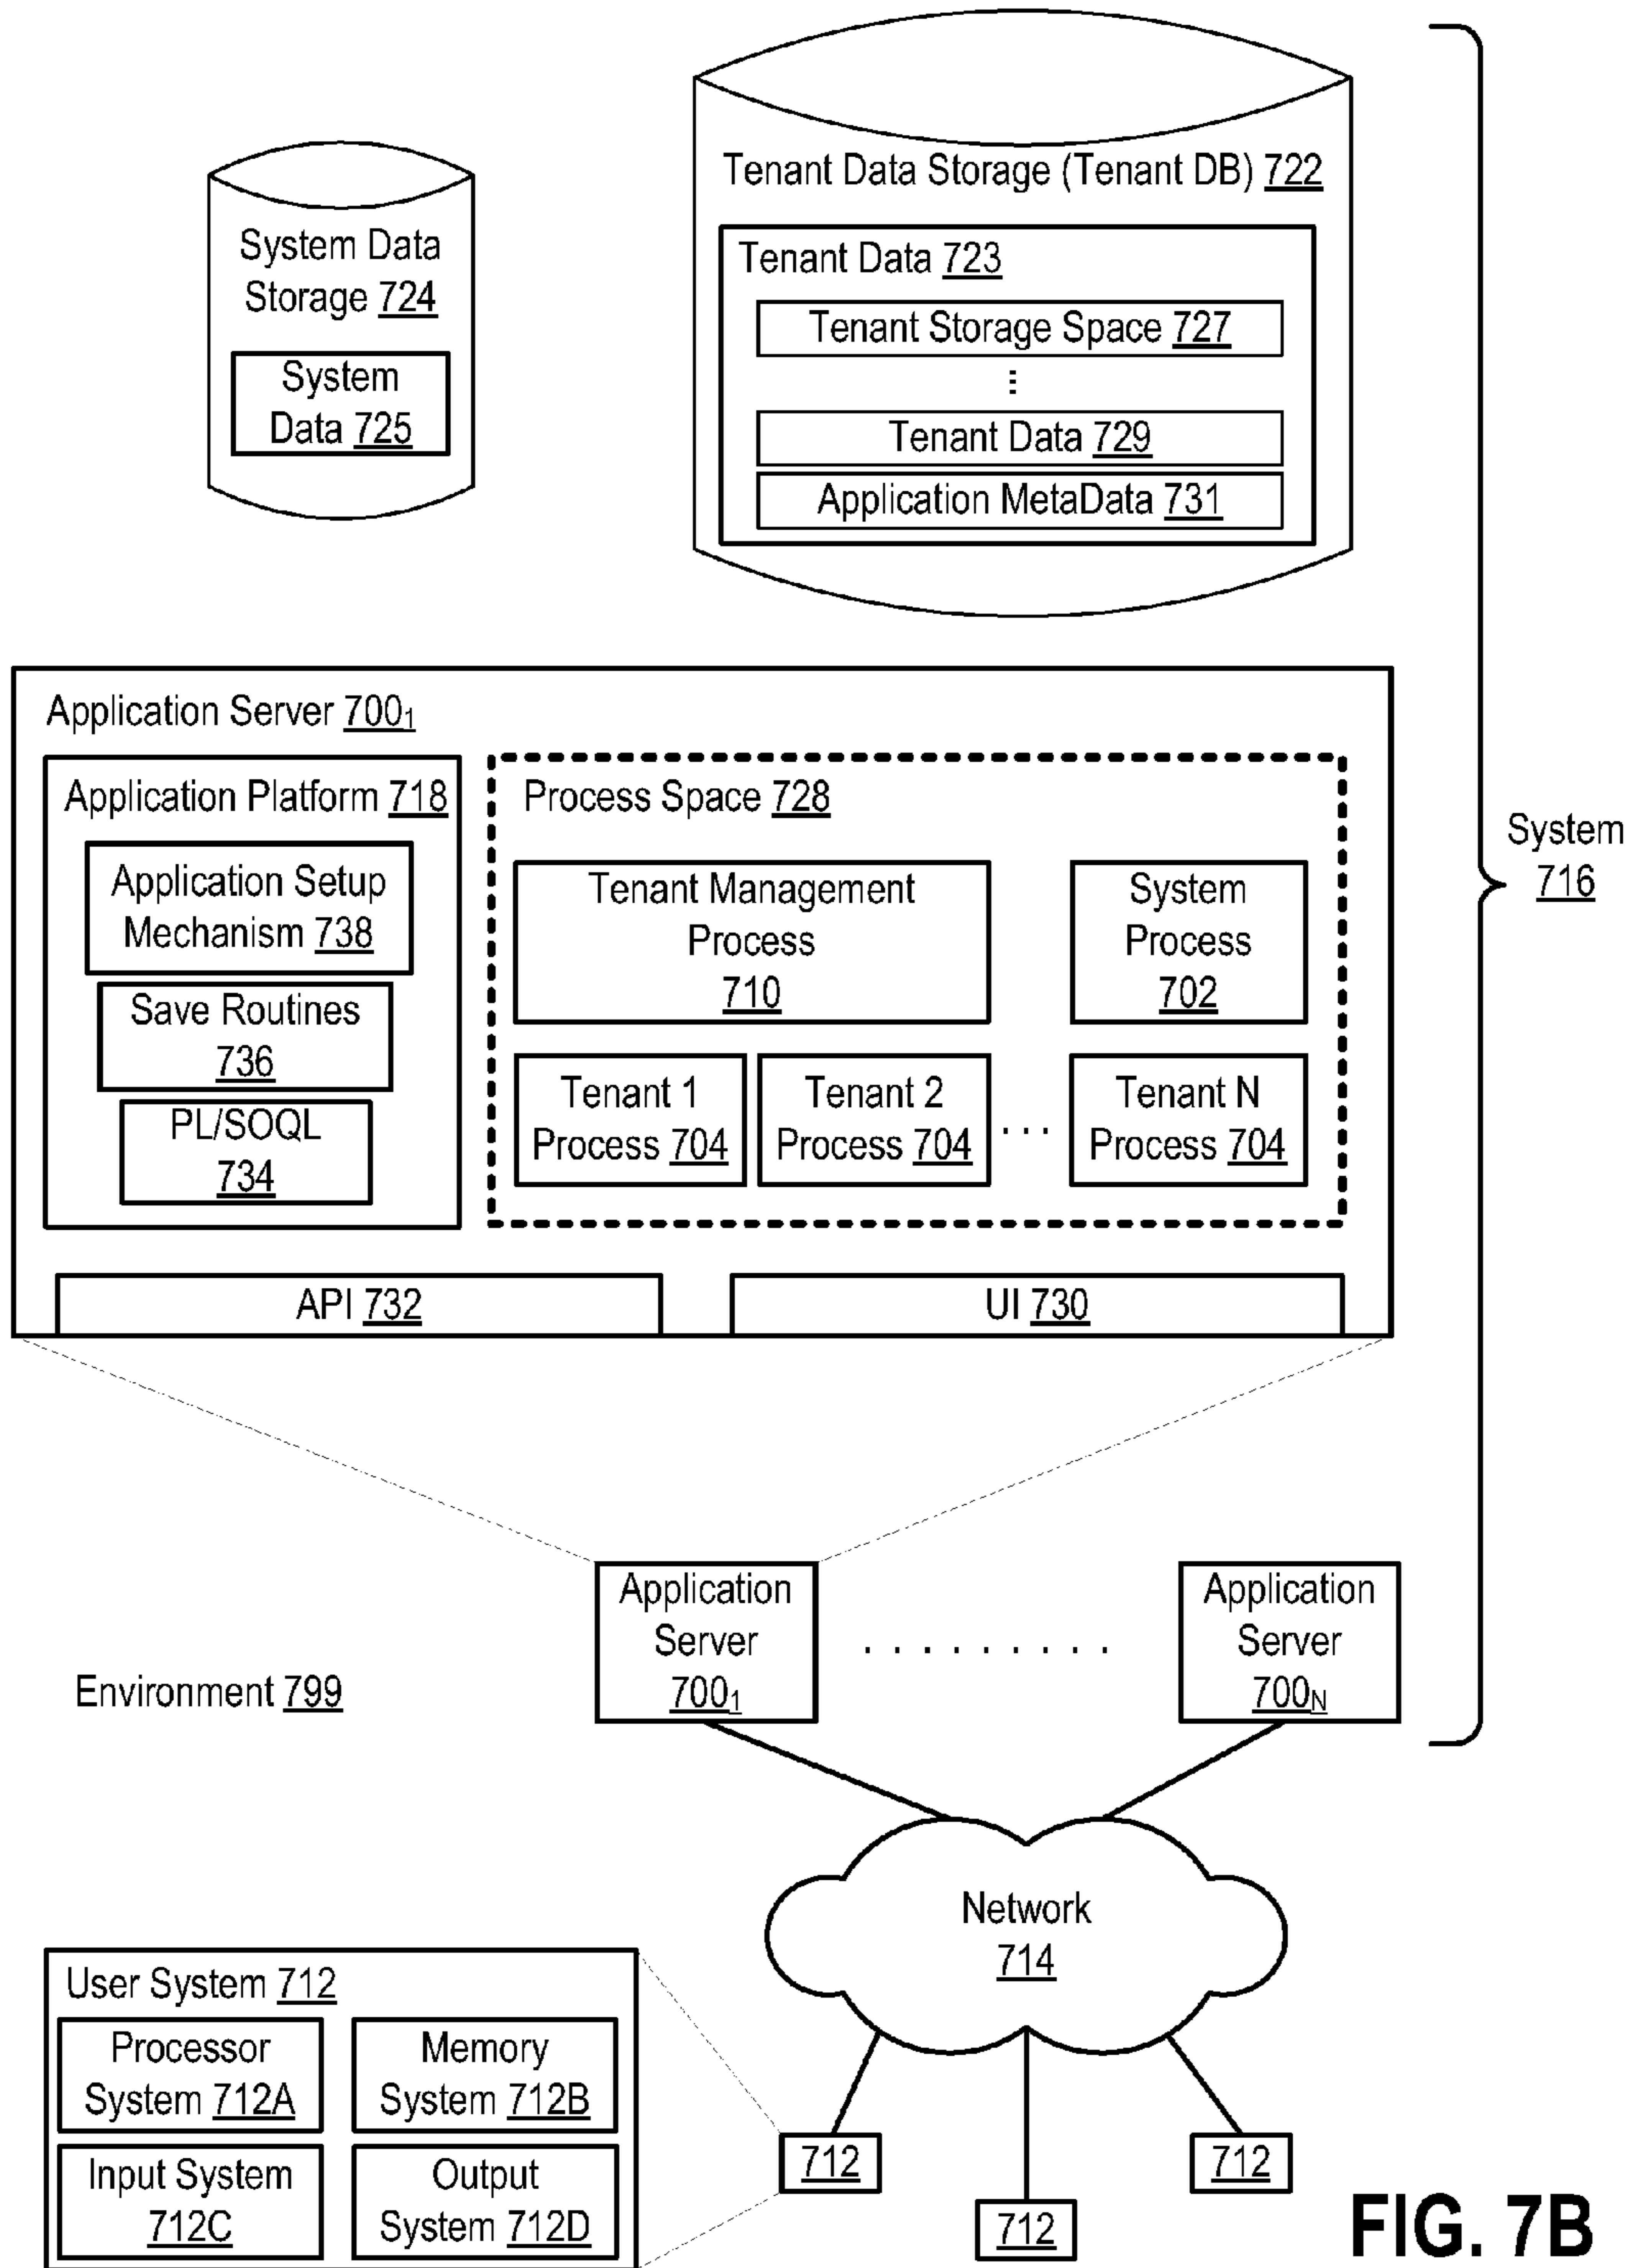 Tenant Data Storage (Tenant DB) 722
System Data
Storage 724
System
Data 725
Tenant Data 723
Tenant Storage Space 727
⋮
Tenant Data 729
Application MetaData 731
System
716
Application Server 700₁
Application Platform 718
Application Setup
Mechanism 738
Save Routines
736
PL/SOQL
734
Process Space 728
Tenant Management
Process
710
System
Process
702
Tenant 1
Process 704
Tenant 2
Process 704
...
Tenant N
Process 704
API 732
UI 730
Application
Server
700₁
.........
Application
Server
700N
Environment 799
Network
714
User System 712
Processor
System 712A
Memory
System 712B
Input System
712C
Output
System 712D
712
712
712
FIG. 7B